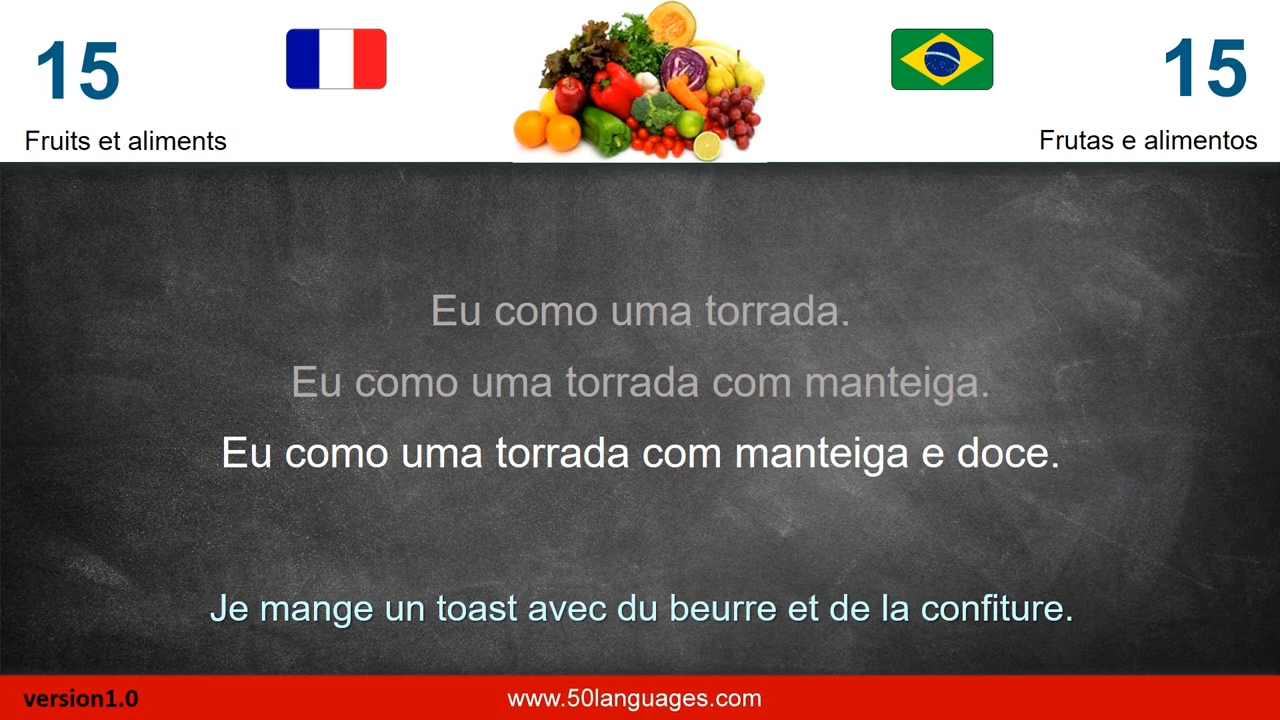 15
15
Fruits et aliments
Frutas e alimentos
Eu como uma torrada.
Eu como uma torrada com manteiga.
Eu como uma torrada com manteiga e doce.
Je mange un toast avec du beurre et de la confiture.
version1.0
www.50languages.com